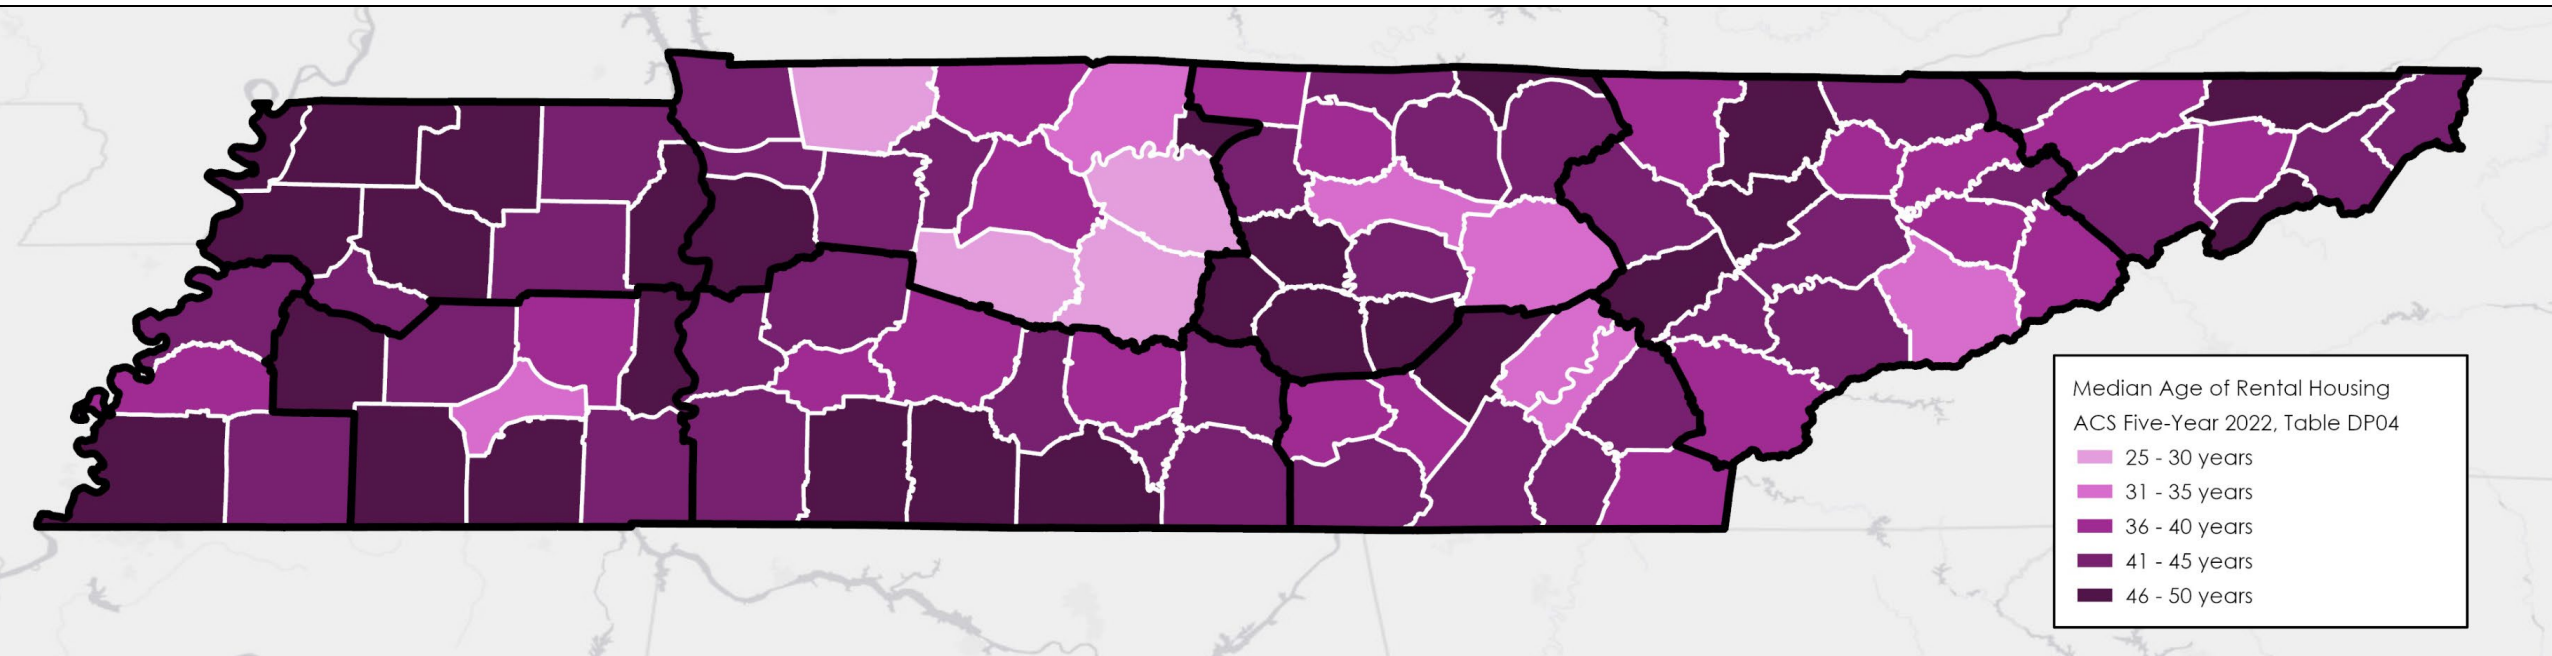 Median Age of Rental Housing
ACS Five-Year 2022, Table DP04
25 - 30 years
31 - 35 years
36 - 40 years
41 - 45 years
46 - 50 years